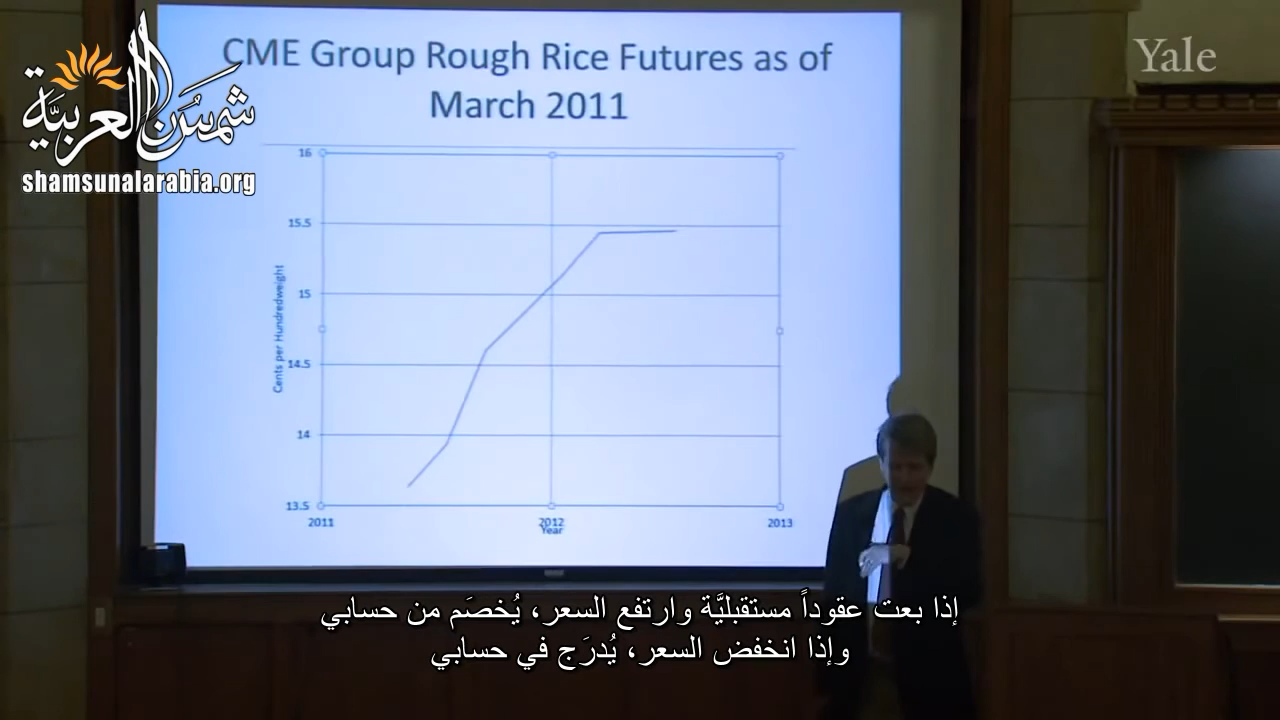 CME Group Rough Rice Futures as of
March 2011
Yale
شمسُن العربيَّة
shamsunalarabia.org
16
15.5
15
14.5
14
13.5
Cents per Hundredweight
2011
2012
2013
Year
إذا بعت عقوداً مستقبليَّة وارتفع السعر، يُخصَم من حسابي
وإذا انخفض السعر، يُدرَج في حسابي